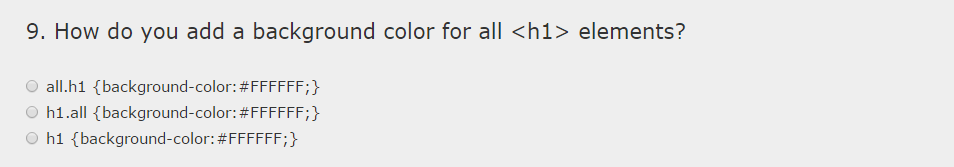 9. How do you add a background color for all <h1> elements?
all.h1 {background-color:#FFFFFF;}
h1.all {background-color:#FFFFFF;}
h1 {background-color:#FFFFFF;}